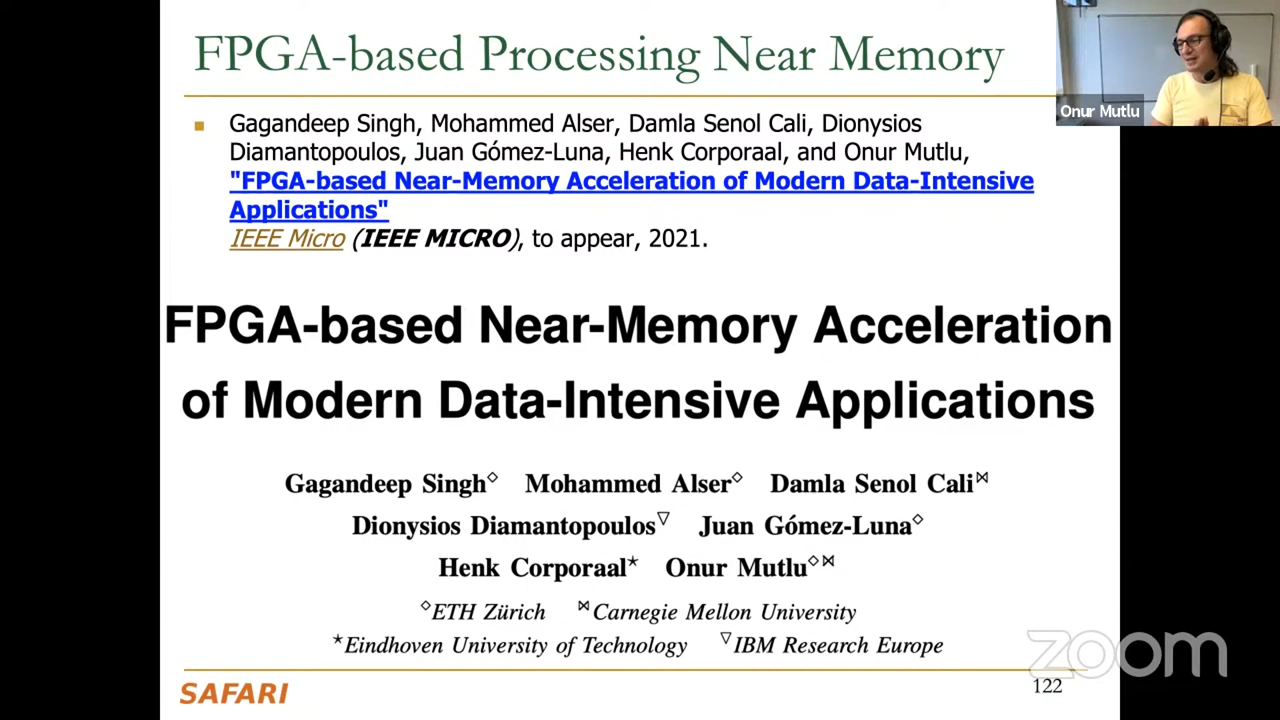 FPGA-based Processing Near Memory
Onur Mutlu
Gagandeep Singh, Mohammed Alser, Damla Senol Cali, Dionysios
Diamantopoulos, Juan Gómez-Luna, Henk Corporaal, and Onur Mutlu,
"FPGA-based Near-Memory Acceleration of Modern Data-Intensive
Applications"
IEEE Micro (IEEE MICRO), to appear, 2021.
FPGA-based Near-Memory Acceleration
of Modern Data-Intensive Applications
Gagandeep Singh◇ Mohammed Alser◇ Damla Senol Cali⋈
Dionysios Diamantopoulos▽ Juan Gómez-Luna◇
Henk Corporaal⋆ Onur Mutlu◇⋈
◇ETH Zürich ⋈Carnegie Mellon University
⋆Eindhoven University of Technology ▽IBM Research Europe
zoom
SAFARI
122